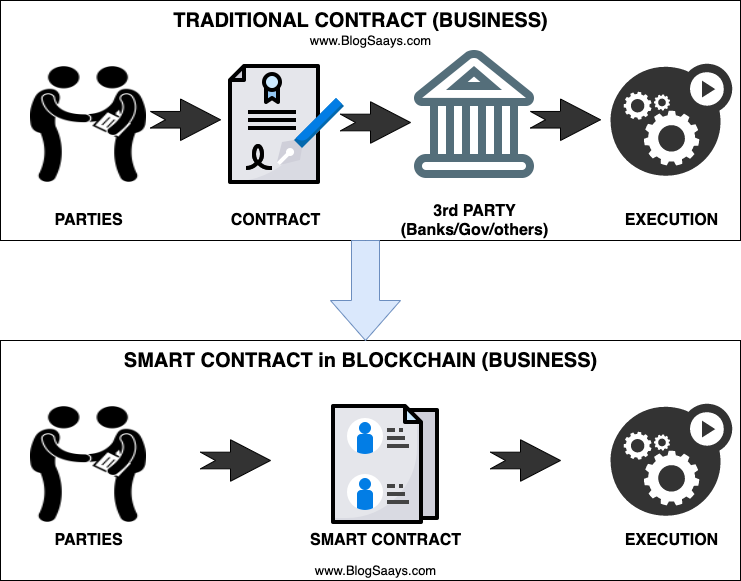 TRADITIONAL CONTRACT (BUSINESS)
www.BlogSaays.com
PARTIES
CONTRACT
3rd PARTY
(Banks/Gov/others)
EXECUTION
SMART CONTRACT in BLOCKCHAIN (BUSINESS)
PARTIES
SMART CONTRACT
EXECUTION
www.BlogSaays.com